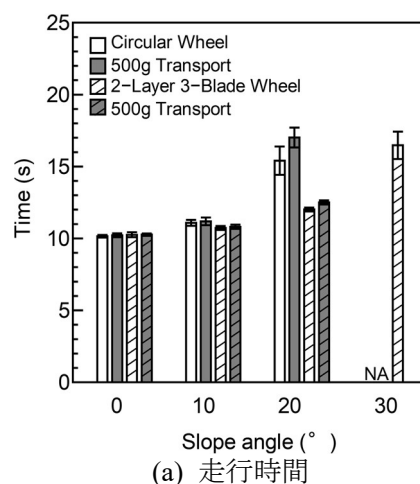 25
20
15
10
5
0
Time (s)
Circular Wheel
500g Transport
2−Layer 3−Blade Wheel
500g Transport
NA
0 10 20 30
Slope angle (°)
(a) 走行時間